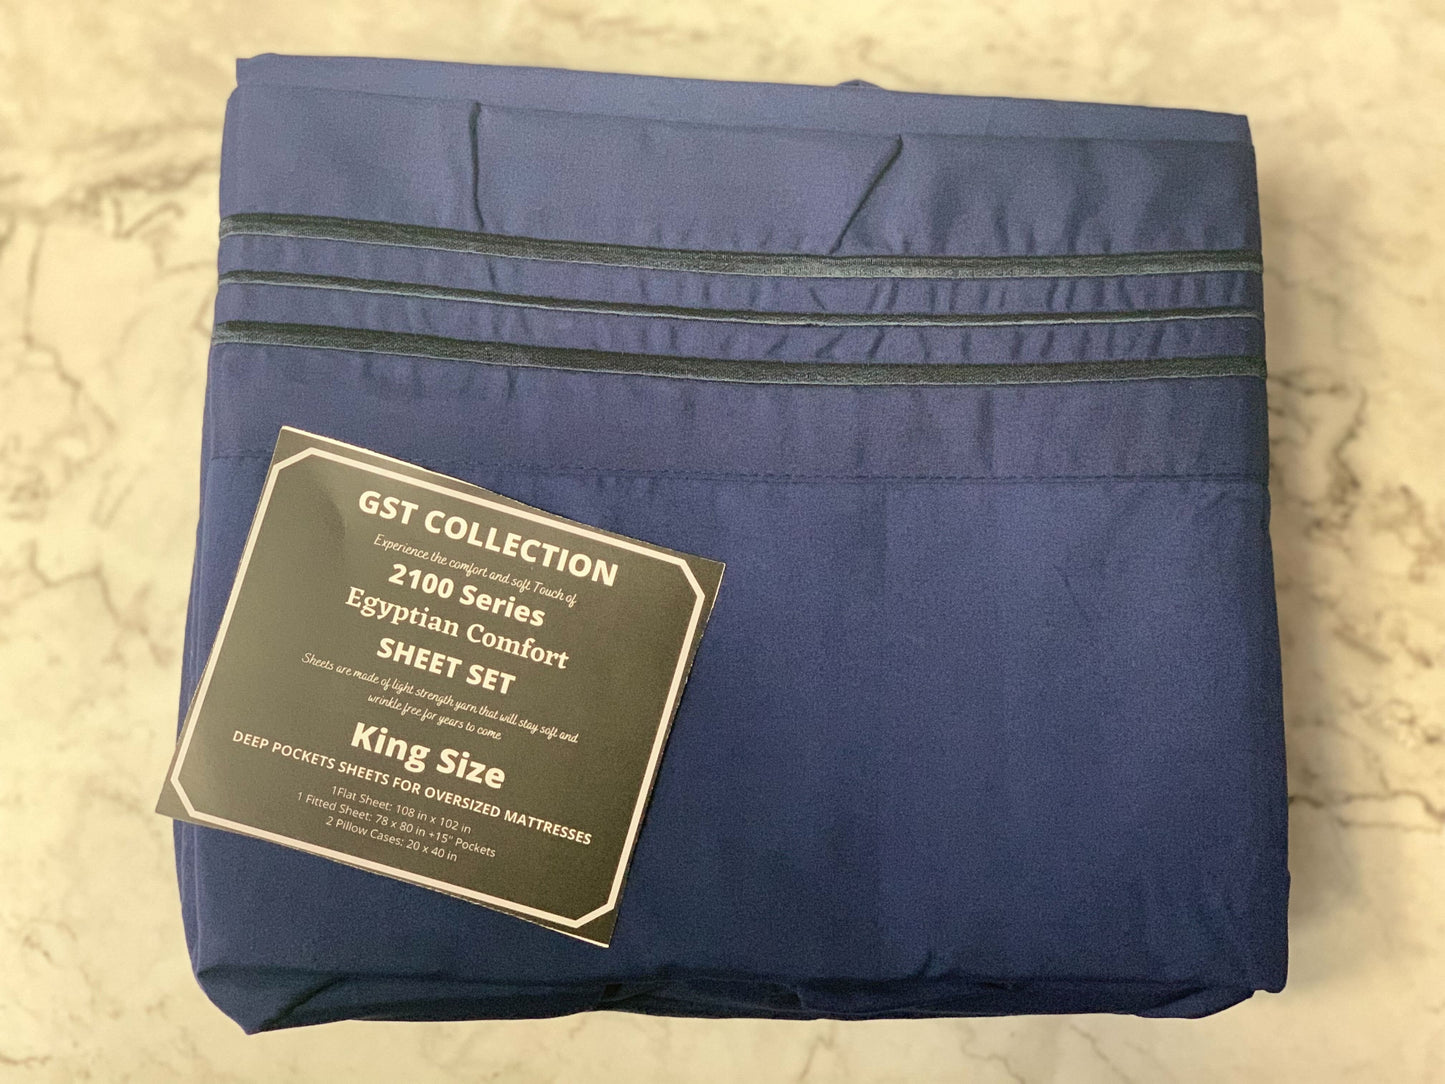 GST COLLECTION
Experience the comfort and soft Touch of
2100 Series
Egyptian Comfort
SHEET SET
Sheets are made of light strength yarn that will stay soft and
wrinkle free for years to come
King Size
DEEP POCKETS SHEETS FOR OVERSIZED MATTRESSES
1Flat Sheet: 108 in x 102 in
1 Fitted Sheet: 78 x 80 in +15" Pockets
2 Pillow Cases: 20 x 40 in